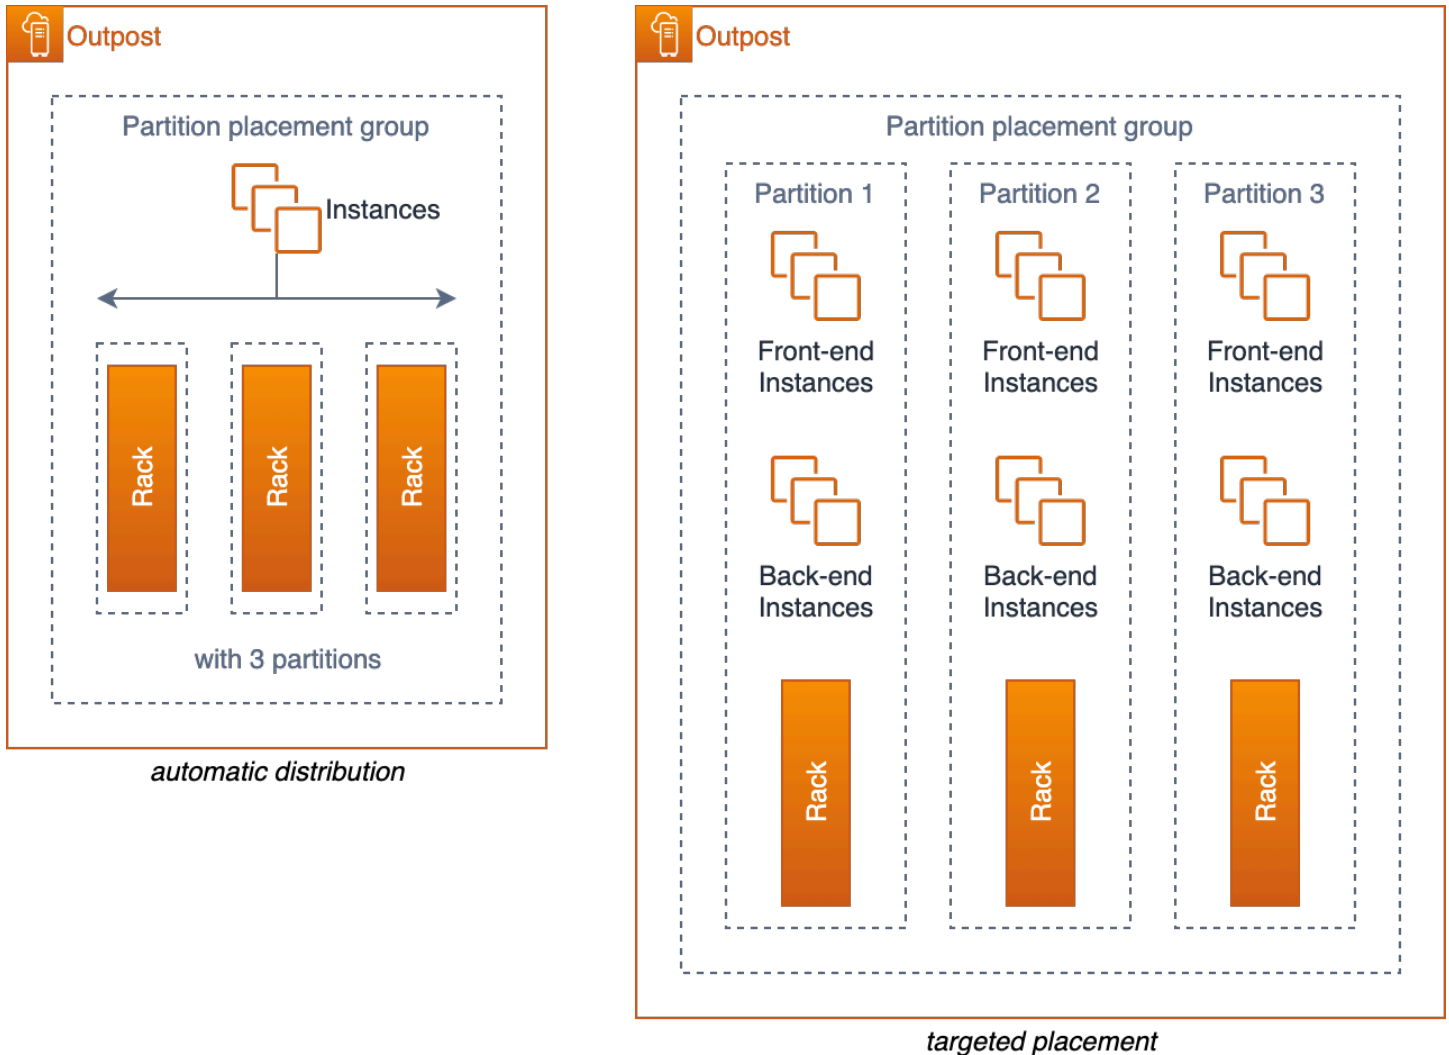 Outpost
Partition placement group
Instances
Rack
Rack
Rack
with 3 partitions
automatic distribution
Outpost
Partition placement group
Partition 1
Front-end
Instances
Back-end
Instances
Rack
Partition 2
Front-end
Instances
Back-end
Instances
Rack
Partition 3
Front-end
Instances
Back-end
Instances
Rack
targeted placement